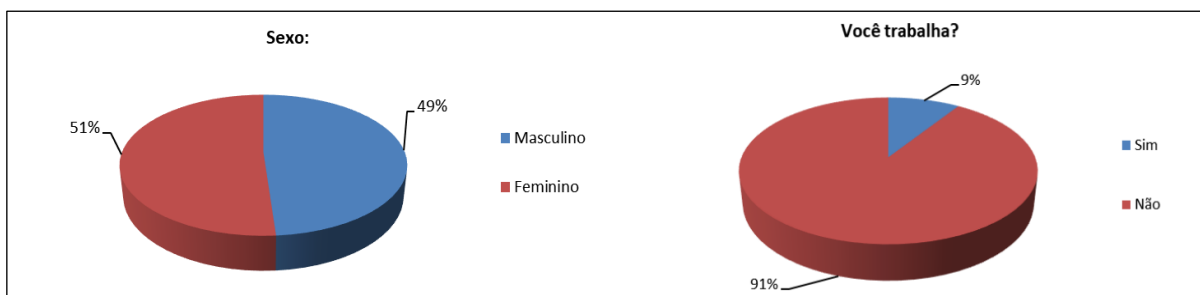 Sexo:
49%
51%
Masculino
Feminino
Você trabalha?
9%
91%
Sim
Não